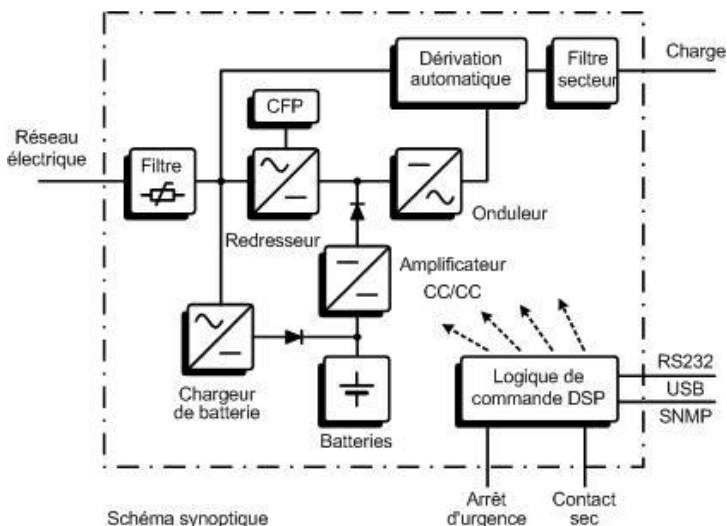 Dérivation
automatique
Filtre
secteur
Charge
CFP
Réseau
électrique
Filtre
Onduleur
Redresseur
Amplificateur
CC/CC
Chargeur
de batterie
Batteries
Logique de
commande DSP
RS232
USB
SNMP
Arrêt
d'urgence
Contact
sec
Schéma synoptique